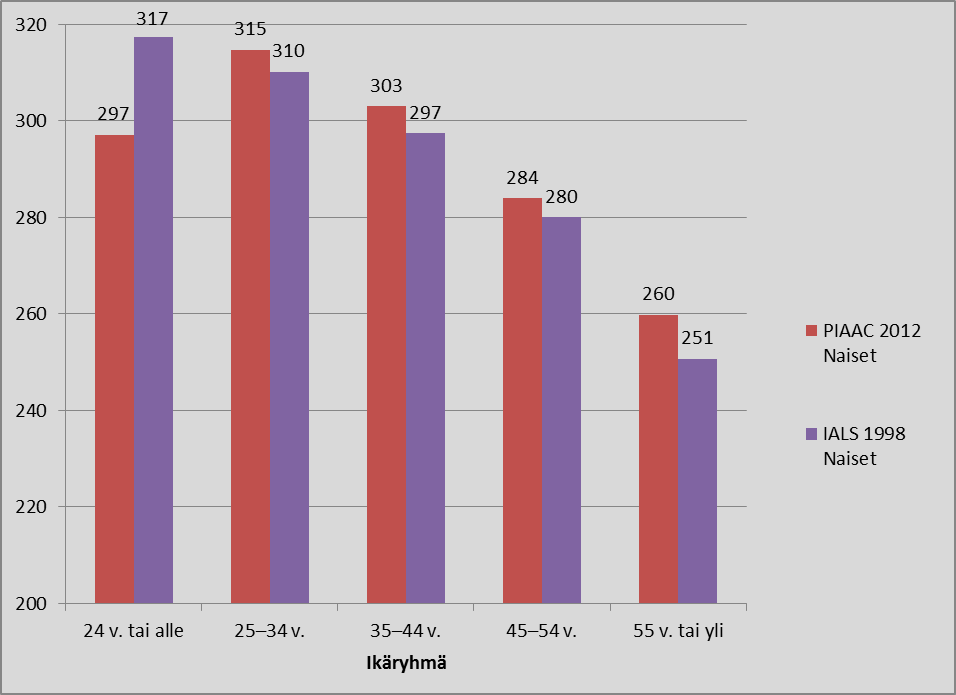 320
300
280
260
240
220
200
297
317
315
310
303
297
284
280
260
251
24 v. tai alle
25–34 v.
35–44 v.
45–54 v.
55 v. tai yli
Ikäryhmä
PIAAC 2012
Naiset
IALS 1998
Naiset